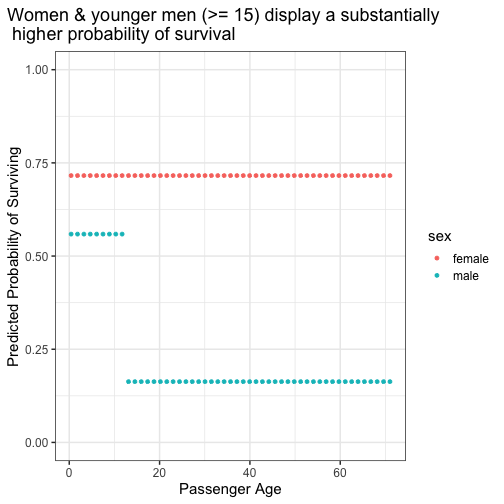 Women & younger men (>= 15) display a substantially
higher probability of survival
1.00
0.75
0.50
0.25
0.00
Predicted Probability of Surviving
0 20 40 60
Passenger Age
sex
female
male